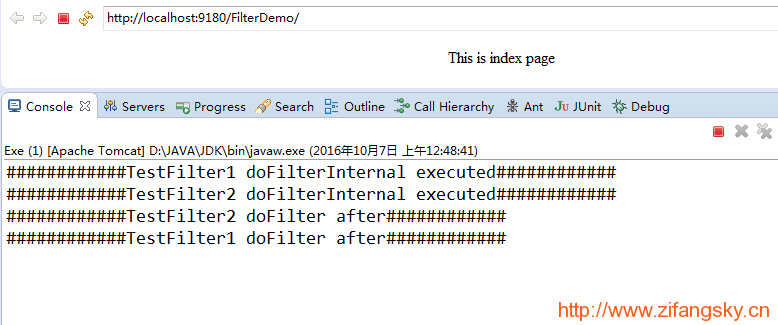 http://localhost:9180/FilterDemo/
This is index page
Console Servers Progress Search Outline Call Hierarchy Ant JUnit Debug
Exe (1) [Apache Tomcat] D:\JAVA\JDK\bin\javaw.exe (2016年10月7日 上午12:48:41)
############TestFilter1 doFilterInternal executed############
############TestFilter2 doFilterInternal executed############
############TestFilter2 doFilter after############
############TestFilter1 doFilter after############
http://www.zifangsky.cn